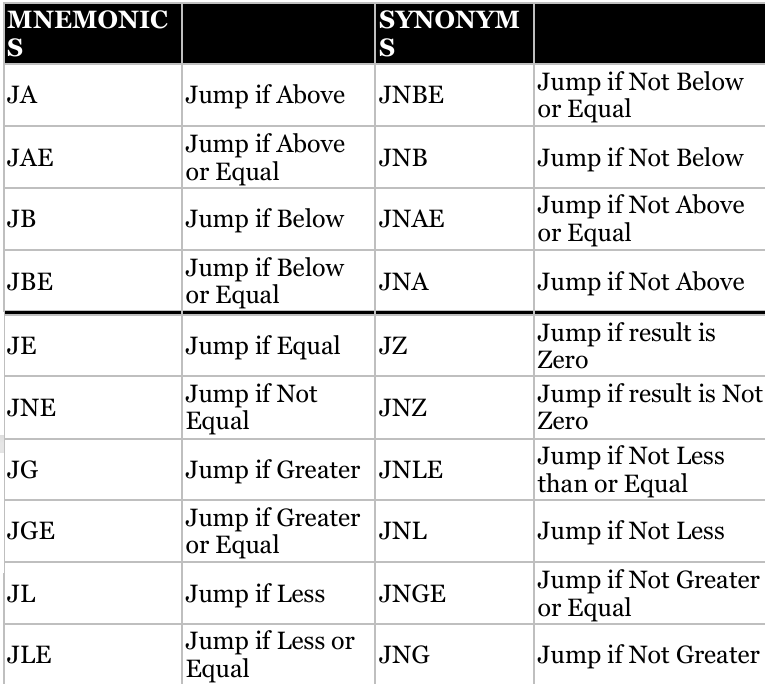 MNEMONIC
S
SYNONYM
S
JA
Jump if Above
JNBE
Jump if Not Below
or Equal
JAE
Jump if Above
or Equal
JNB
Jump if Not Below
JB
Jump if Below
JNAE
Jump if Not Above
or Equal
JBE
Jump if Below
or Equal
JNA
Jump if Not Above
JE
Jump if Equal
JZ
Jump if result is
Zero
JNE
Jump if Not
Equal
JNZ
Jump if result is Not
Zero
JG
Jump if Greater
JNLE
Jump if Not Less
than or Equal
JGE
Jump if Greater
or Equal
JNL
Jump if Not Less
JL
Jump if Less
JNGE
Jump if Not Greater
or Equal
JLE
Jump if Less or
Equal
JNG
Jump if Not Greater